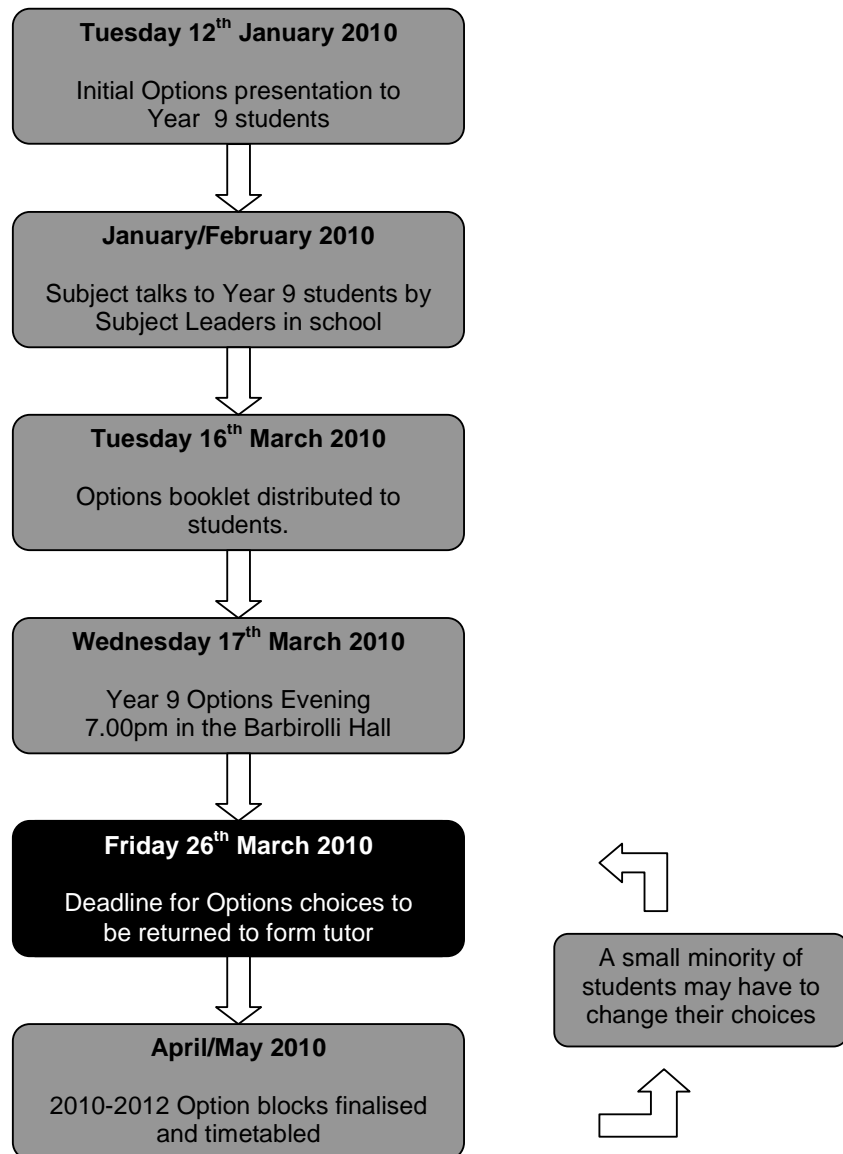 Tuesday 12th January 2010
Initial Options presentation to
Year 9 students
January/February 2010
Subject talks to Year 9 students by
Subject Leaders in school
Tuesday 16th March 2010
Options booklet distributed to
students.
Wednesday 17th March 2010
Year 9 Options Evening
7.00pm in the Barbirolli Hall
Friday 26th March 2010
Deadline for Options choices to
be returned to form tutor
A small minority of
students may have to
change their choices
April/May 2010
2010-2012 Option blocks finalised
and timetabled